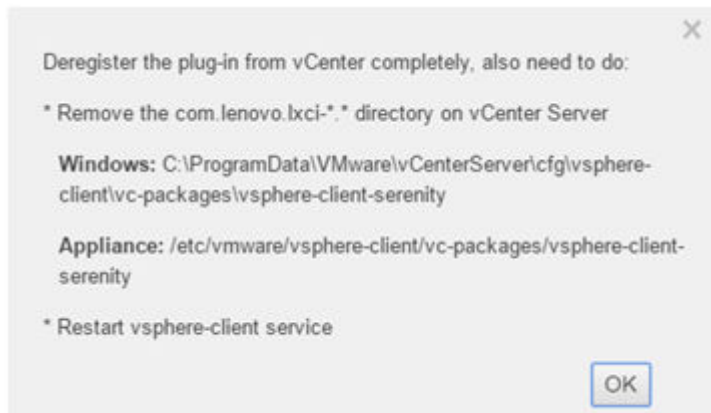 ×
Deregister the plug-in from vCenter completely, also need to do:
* Remove the com.lenovo.lxci-*.* directory on vCenter Server
Windows: C:\ProgramData\VMware\vCenterServer\cfg\vsphere-
client\vc-packages\vsphere-client-serenity
Appliance: /etc/vmware/vsphere-client/vc-packages/vsphere-client-
serenity
* Restart vsphere-client service
OK